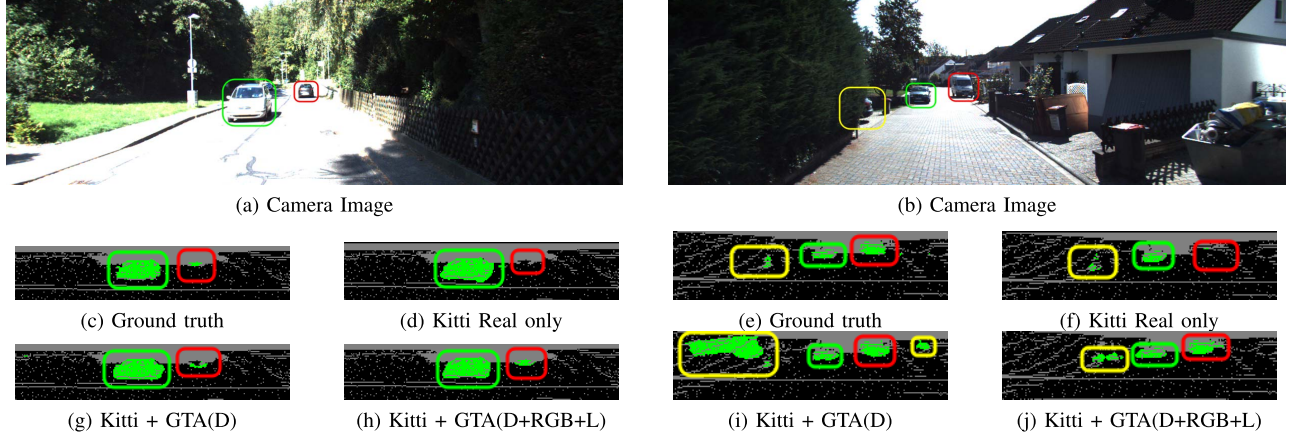 (a) Camera Image
(b) Camera Image
(c) Ground truth
(d) Kitti Real only
(e) Ground truth
(f) Kitti Real only
(g) Kitti + GTA(D)
(h) Kitti + GTA(D+RGB+L)
(i) Kitti + GTA(D)
(j) Kitti + GTA(D+RGB+L)